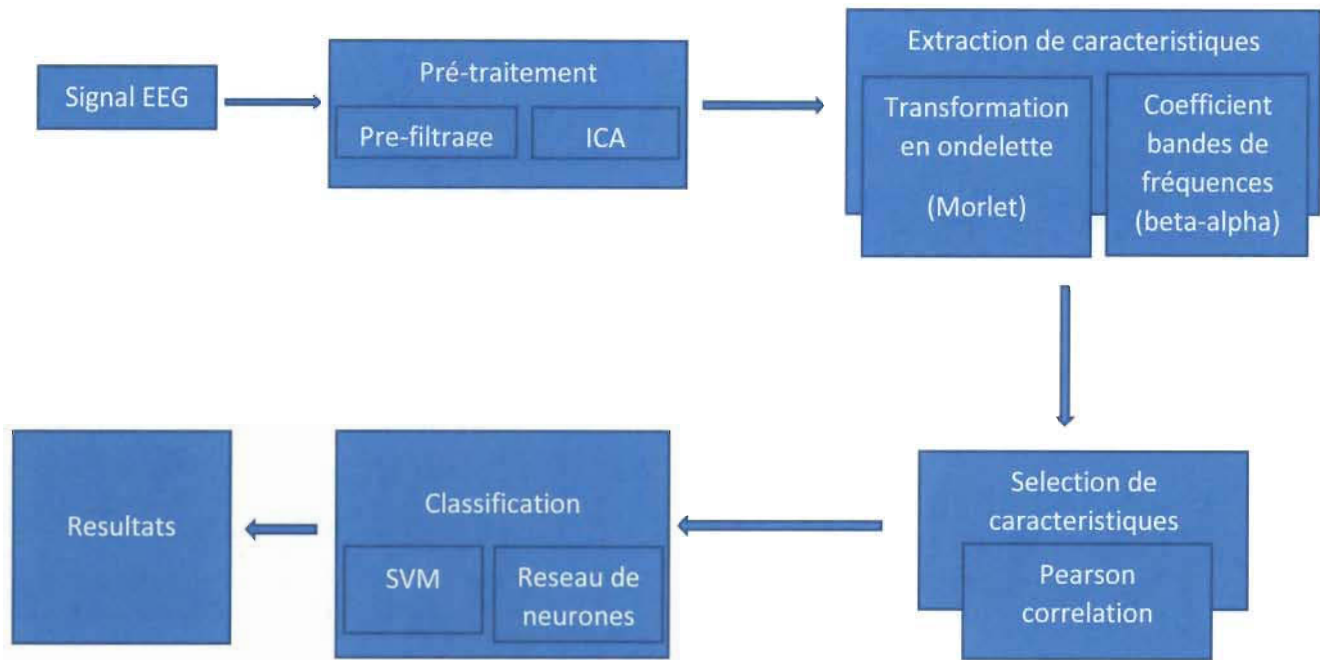 Signal EEG
Pré-traitement
Pre-filtrage
ICA
Extraction de caracteristiques
Transformation
en ondelette
(Morlet)
Coefficient
bandes de
fréquences
(beta-alpha)
Selection de
caracteristiques
Pearson
correlation
Classification
SVM
Reseau de
neurones
Resultats